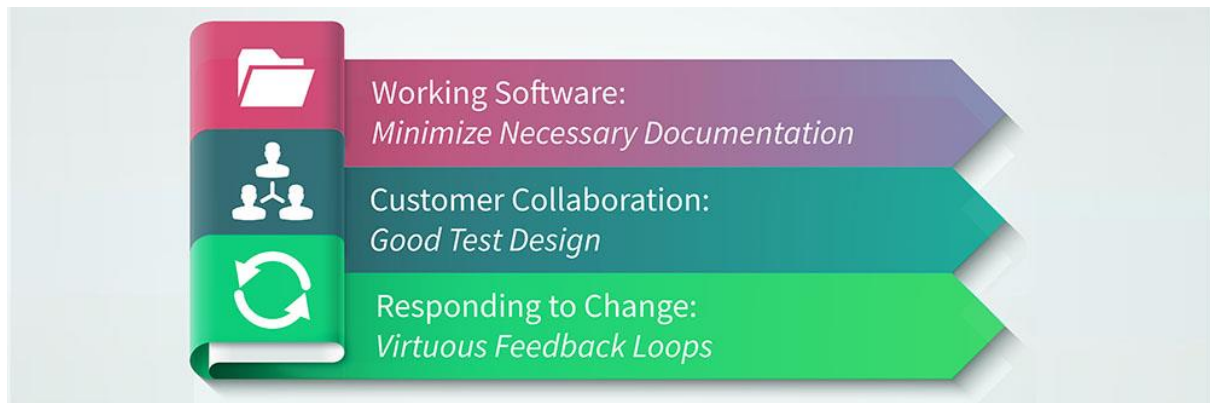 Working Software:
Minimize Necessary Documentation
Customer Collaboration:
Good Test Design
Responding to Change:
Virtuous Feedback Loops